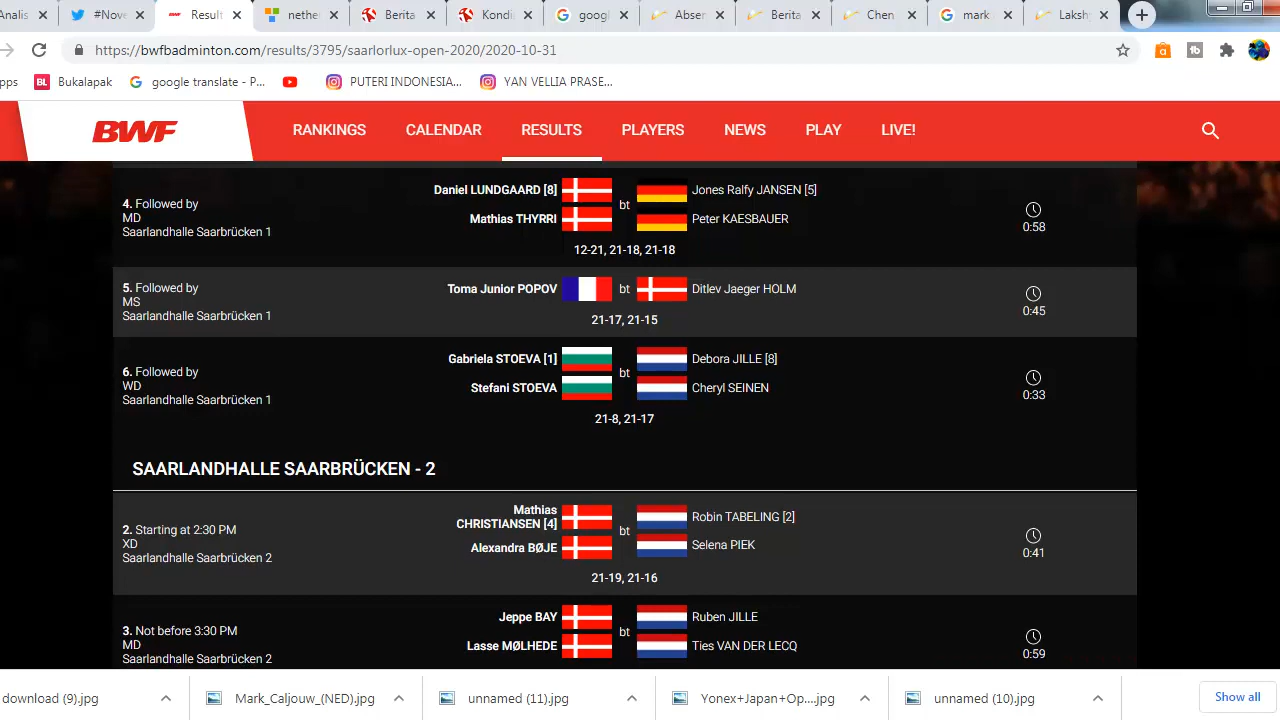 Analis
#Nove
Result
nether
Berita
Kona
googl
Abser
Berita
Chen
mark
Laksh
https://bwfbadminton.com/results/3795/saarlorlux-open-2020/2020-10-31
pps
BL Bukalapak
google translate - P...
PUTERI INDONESIA...
YAN VELLIA PRASE...
BWF
RANKINGS
CALENDAR
RESULTS
PLAYERS
NEWS
PLAY
LIVE!
4. Followed by
MD
Saarlandhalle Saarbrücken 1
Daniel LUNDGAARD [8]
Mathias THYRRI
bt
Jones Ralfy JANSEN [5]
Peter KAESBAUER
12-21, 21-18, 21-18
0:58
5. Followed by
MS
Saarlandhalle Saarbrücken 1
Toma Junior POPOV
bt
Ditlev Jaeger HOLM
21-17, 21-15
0:45
6. Followed by
WD
Saarlandhalle Saarbrücken 1
Gabriela STOEVA [1]
Stefani STOEVA
bt
Debora JILLE [8]
Cheryl SEINEN
21-8, 21-17
0:33
SAARLANDHALLE SAARBRÜCKEN - 2
2. Starting at 2:30 PM
XD
Saarlandhalle Saarbrücken 2
Mathias
CHRISTIANSEN [4]
Alexandra BØJE
bt
Robin TABELING [2]
Selena PIEK
21-19, 21-16
0:41
3. Not before 3:30 PM
MD
Saarlandhalle Saarbrücken 2
Jeppe BAY
Lasse MØLHEDE
bt
Ruben JILLE
Ties VAN DER LECQ
0:59
download (9).jpg
Mark_Caljouw_(NED).jpg
unnamed (11).jpg
Yonex+Japan+Op....jpg
unnamed (10).jpg
Show all